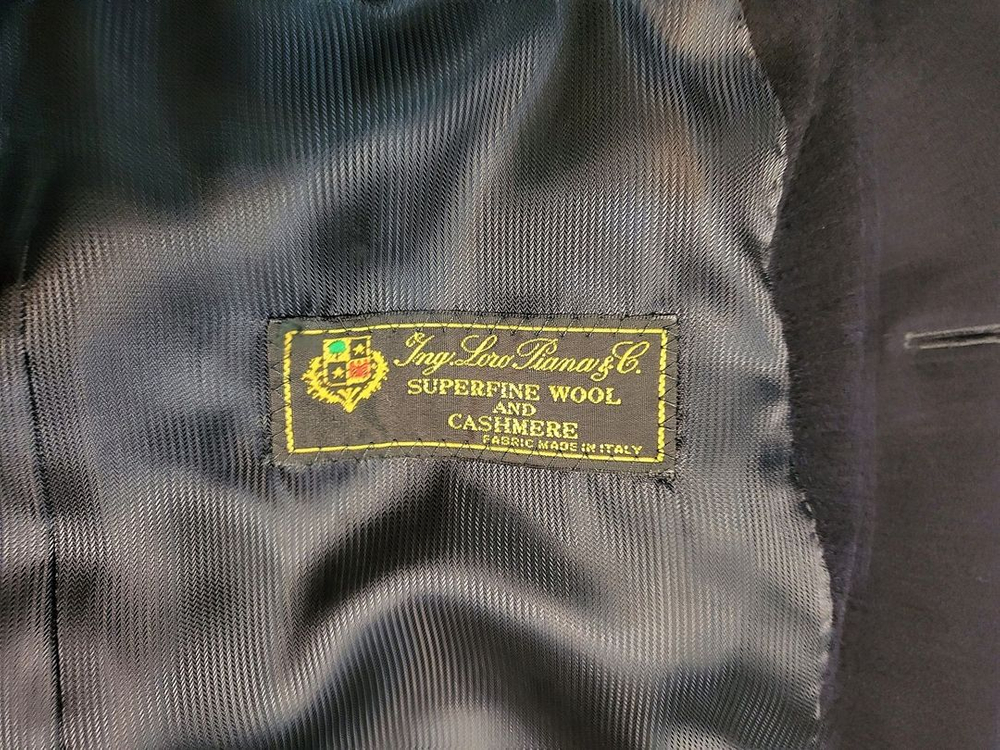 Ing. Loro Piana & C.
SUPERFINE WOOL
AND
CASHMERE
FABRIC MADE IN ITALY